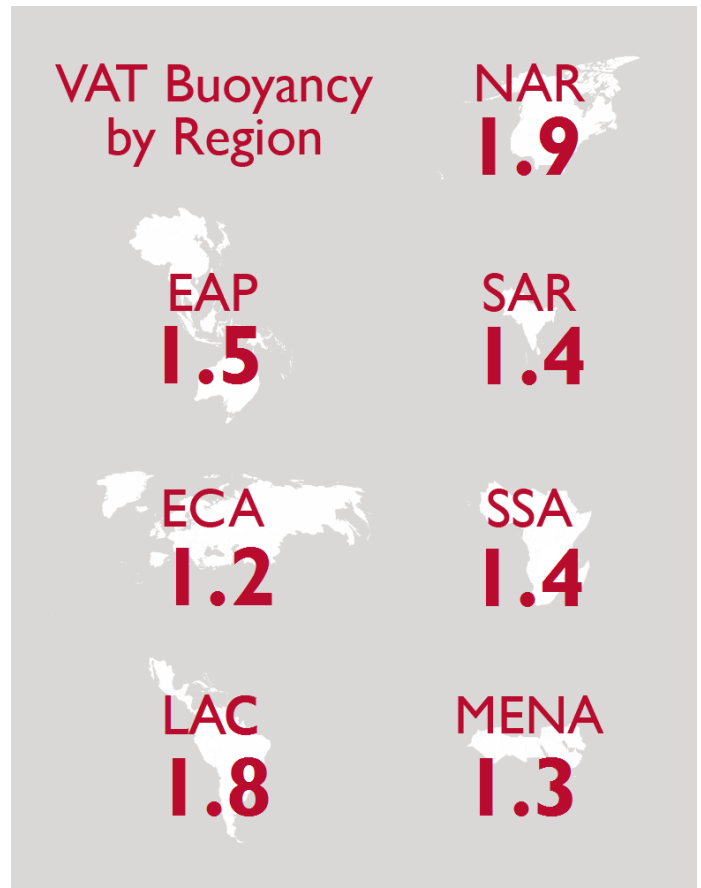 VAT Buoyancy
by Region
NAR
1.9
EAP
1.5
SAR
1.4
ECA
1.2
SSA
1.4
LAC
1.8
MENA
1.3